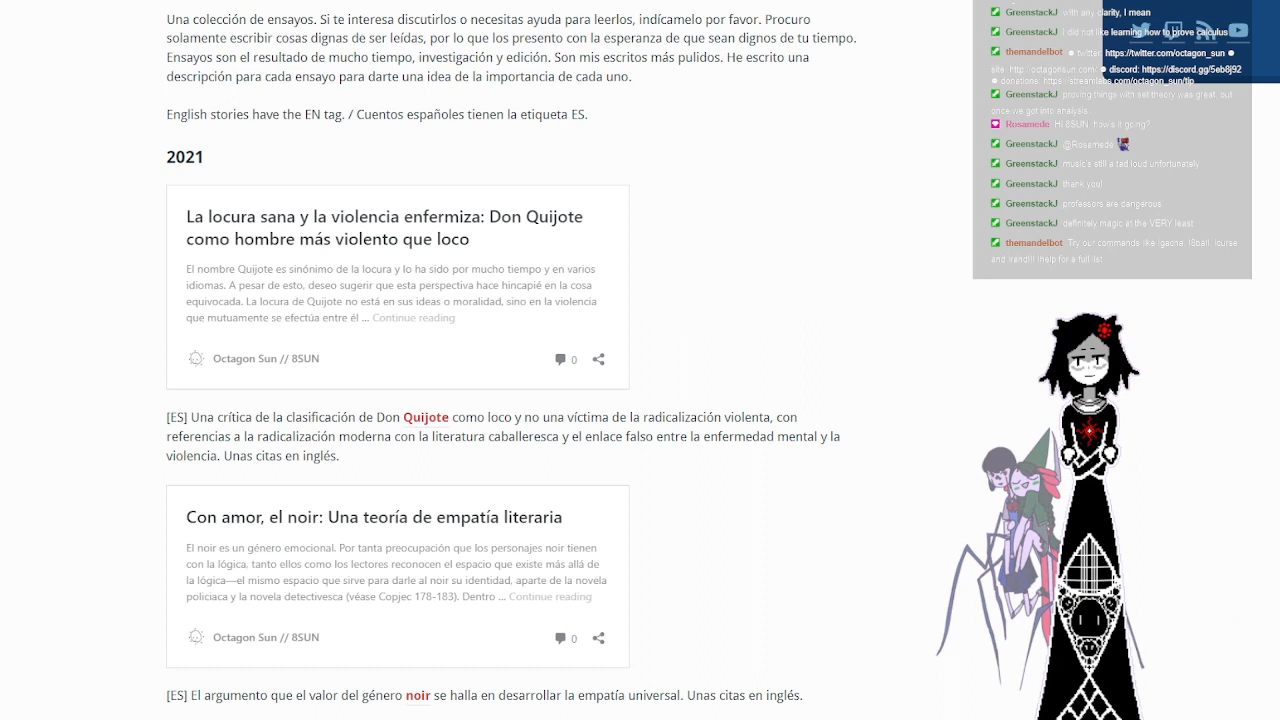 Una colección de ensayos. Si te interesa discutirlos o necesitas ayuda para leerlos, indícamelo por favor. Procuro
solamente escribir cosas dignas de ser leídas, por lo que los presento con la esperanza de que sean dignos de tu tiempo.
Ensayos son el resultado de mucho tiempo, investigación y edición. Son mis escritos más pulidos. He escrito una
descripción para cada ensayo para darte una idea de la importancia de cada uno.
English stories have the EN tag. / Cuentos españoles tienen la etiqueta ES.
2021
La locura sana y la violencia enfermiza: Don Quijote
como hombre más violento que loco
El nombre Quijote es sinónimo de la locura y lo ha sido por mucho tiempo y en varios
idiomas. A pesar de esto, deseo sugerir que esta perspectiva hace hincapié en la cosa
equivocada. La locura de Quijote no está en sus ideas o moralidad, sino en la violencia
que mutuamente se efectúa entre él ... Continue reading
Octagon Sun // 8SUN 0
[ES] Una crítica de la clasificación de Don Quijote como loco y no una víctima de la radicalización violenta, con
referencias a la radicalización moderna con la literatura caballeresca y el enlace falso entre la enfermedad mental y la
violencia. Unas citas en inglés.
Con amor, el noir: Una teoría de empatía literaria
El noir es un género emocional. Por tanta preocupación que los personajes noir tienen
con la lógica, tanto ellos como los lectores reconocen el espacio que existe más allá de
la lógica—el mismo espacio que sirve para darle al noir su identidad, aparte de la novela
policiaca y la novela detectivesca (véase Copjec 178-183). Dentro ... Continue reading
Octagon Sun // 8SUN 0
[ES] El argumento que el valor del género noir se halla en desarrollar la empatía universal. Unas citas en inglés.
GreenstackJ with any clarity, I mean
GreenstackJ I did not like learning how to prove calculus
themandelbot ● twitter: https://twitter.com/octagon_sun ●
site: http://octagonsun.com/ ● discord: https://discord.gg/5eb8j92
● donations: https://streamlabs.com/octagon_sun/tip
GreenstackJ proving things with set theory was great, but
once we got into analysis..
Rosamede Hi 8SUN, how's it going?
GreenstackJ @Rosamede
GreenstackJ music's still a tad loud unfortunately
GreenstackJ thank you!
GreenstackJ professors are dangerous
GreenstackJ definitely magic at the VERY least
themandelbot Try our commands like !gacha, !8ball, !curse
and !rand!!! !help for a full list